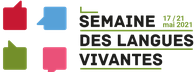 SEMAINE 17 / 21
mai 2021
DES LANGUES
VIVANTES